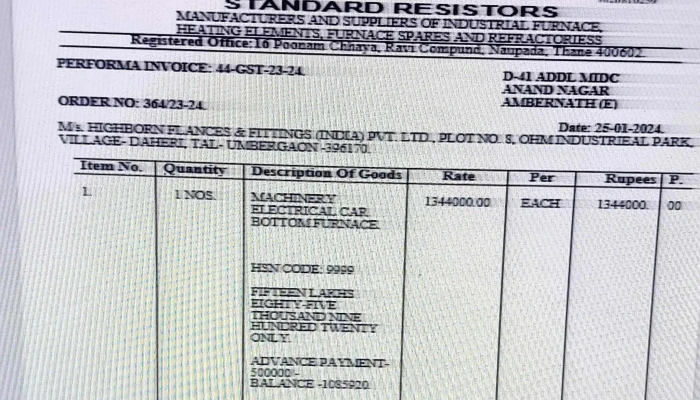 STANDARD RESISTORS
MANUFACTURERS AND SUPPLIERS OF INDUSTRIAL FURNACE,
HEATING ELEMENTS, FURNACE SPARES AND REFRACTORIESS
Registered Office: 16 Poonam Chhaya, Ravi Compund, Naupada, Thane 400602.
PERFORMA INVOICE: 44-GST-23-24
D-41 ADDL MIDC
ANAND NAGAR
ORDER NO: 364/23-24
AMBERNATH (E)
Date: 25-01-2024.
M/s. HIGHBORN FLANCES & FITTINGS (INDIA) PVT. LTD., PLOT NO. 8, OHM INDUSTRIEAL PARK,
VILLAGE- DAHERI, TAL- UMBERGAON -396170.
Item No. Quantity Description Of Goods Rate Per Rupees P.
1. 1 NOS. MACHINERY 1344000.00 EACH 1344000. 00
ELECTRICAL CAR
BOTTOM FURNACE
HSN CODE: 9999
FIFTEEN LAKHS
EIGHTY-FIVE
THOUSAND NINE
HUNDRED TWENTY
ONLY.
ADVANCE PAYMENT-
500000/-
BALANCE -1085920